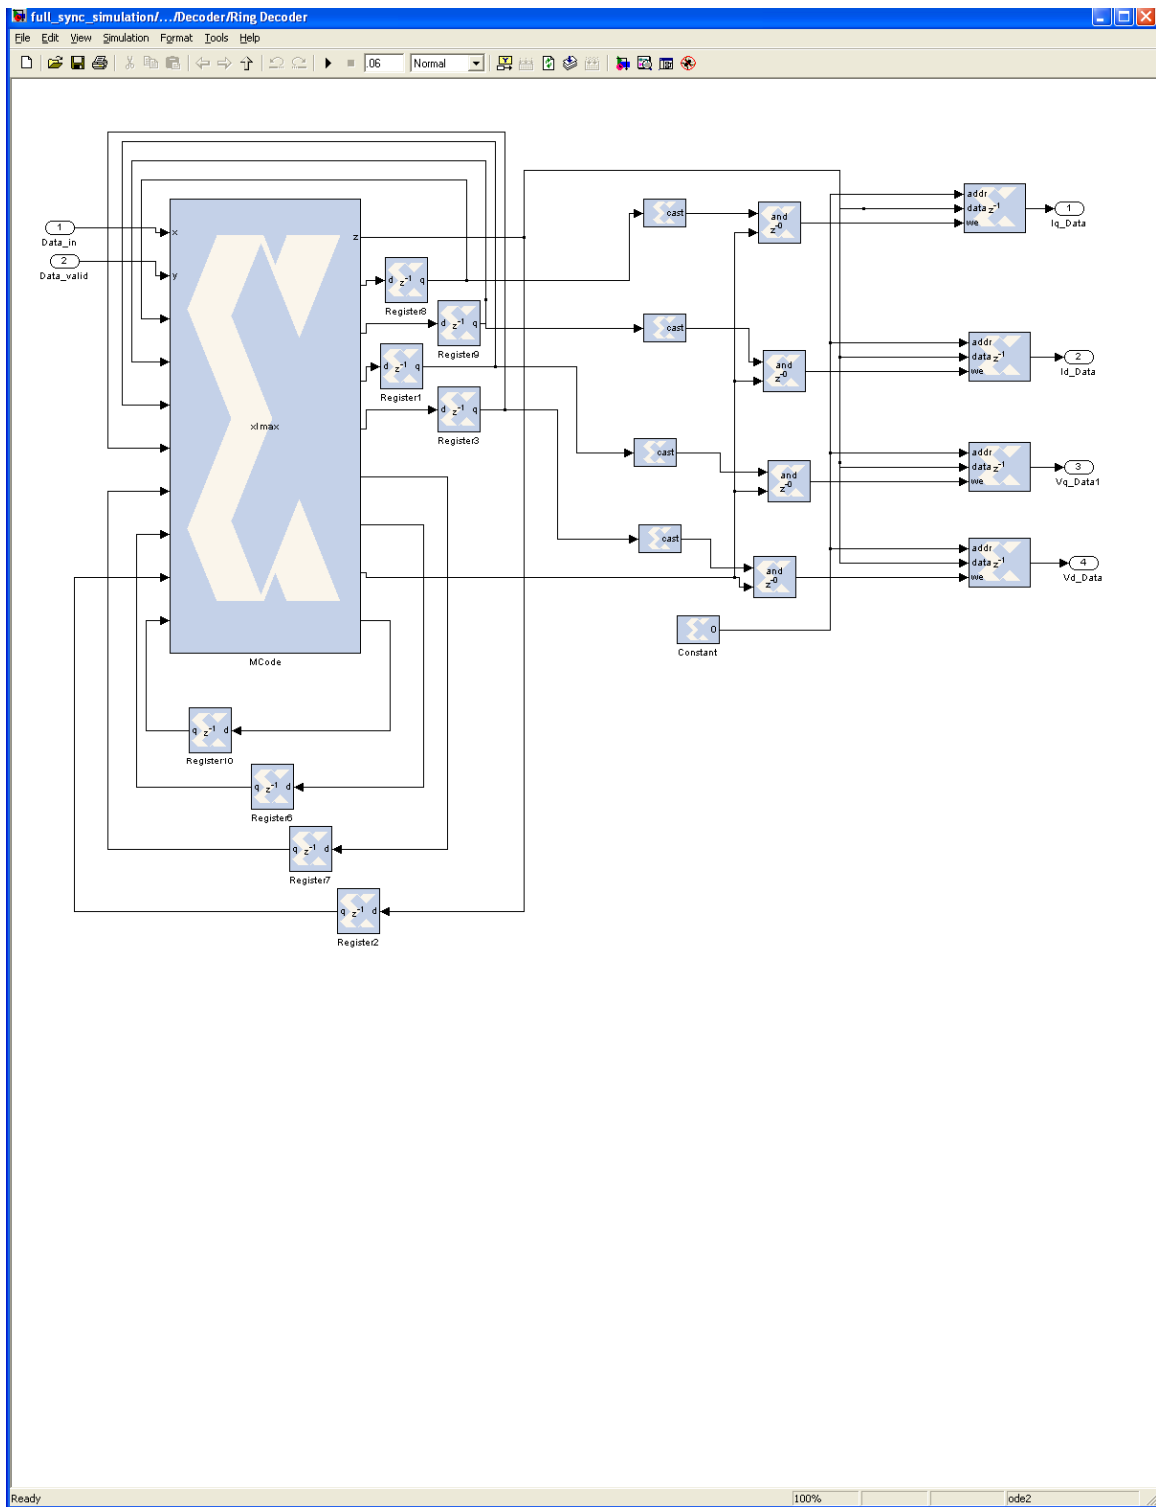 full_sync_simulation/.../Decoder/Ring Decoder
File Edit View Simulation Format Tools Help
.06 Normal
1
Data_in
2
Data_valid
x
y
z
xlmax
MCode
d z-1 q
Register8
d z-1 q
Register9
d z-1 q
Register1
d z-1 q
Register3
cast
and
z-0
addr
data z-1
we
1
Iq_Data
cast
and
z-0
addr
data z-1
we
2
Id_Data
cast
and
z-0
addr
data z-1
we
3
Vq_Data1
cast
and
z-0
addr
data z-1
we
4
Vd_Data
0
Constant
q z-1 d
Register10
q z-1 d
Register6
q z-1 d
Register7
q z-1 d
Register2
Ready 100% ode2